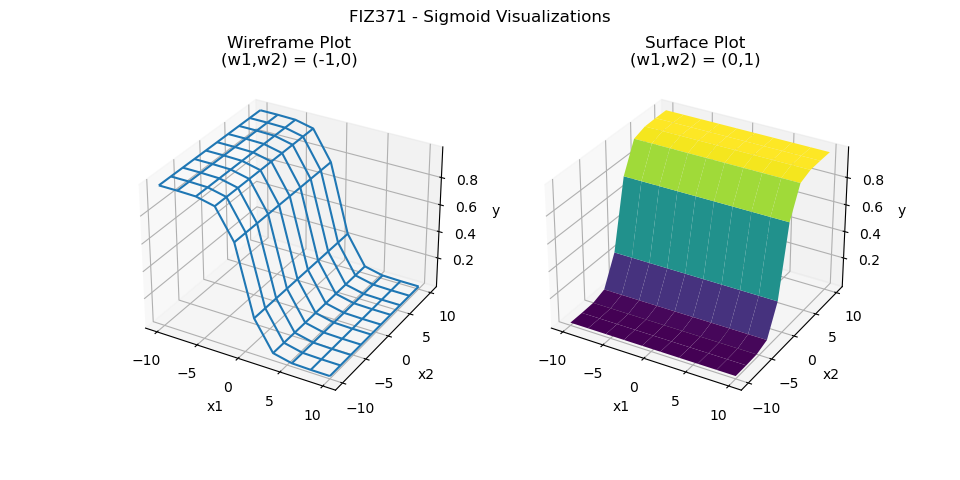 FIZ371 - Sigmoid Visualizations
Wireframe Plot
(w1,w2) = (-1,0)
0.8
0.6
0.4
0.2
y
−10
−5
0
5
10
x1
−10
−5
0
5
10
x2
Surface Plot
(w1,w2) = (0,1)
0.8
0.6
0.4
0.2
y
−10
−5
0
5
10
x1
−10
−5
0
5
10
x2